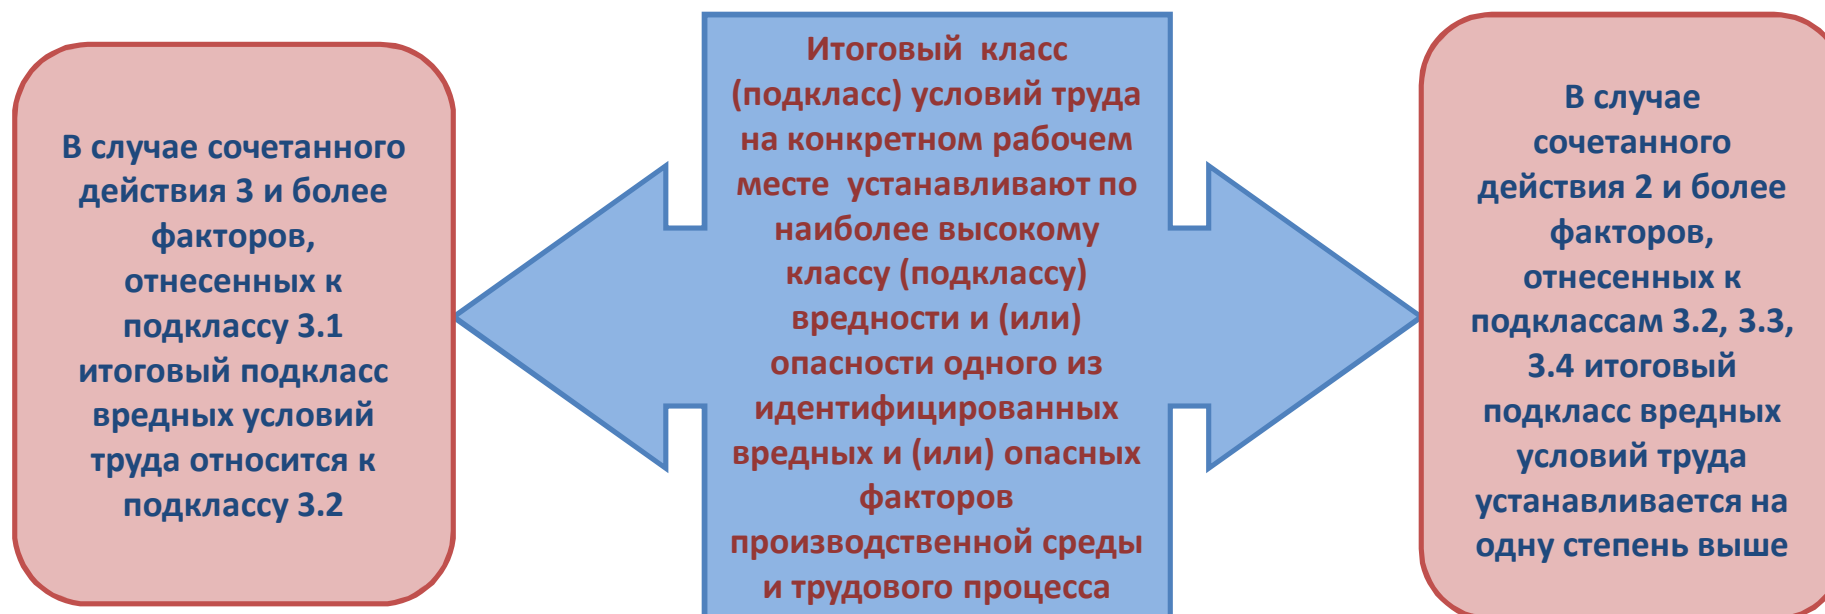 В случае сочетанного
действия 3 и более
факторов,
отнесенных к
подклассу 3.1
итоговый подкласс
вредных условий
труда относится к
подклассу 3.2
Итоговый класс
(подкласс) условий труда
на конкретном рабочем
месте устанавливают по
наиболее высокому
классу (подклассу)
вредности и (или)
опасности одного из
идентифицированных
вредных и (или) опасных
факторов
производственной среды
и трудового процесса
В случае
сочетанного
действия 2 и более
факторов,
отнесенных к
подклассам 3.2, 3.3,
3.4 итоговый
подкласс вредных
условий труда
устанавливается на
одну степень выше